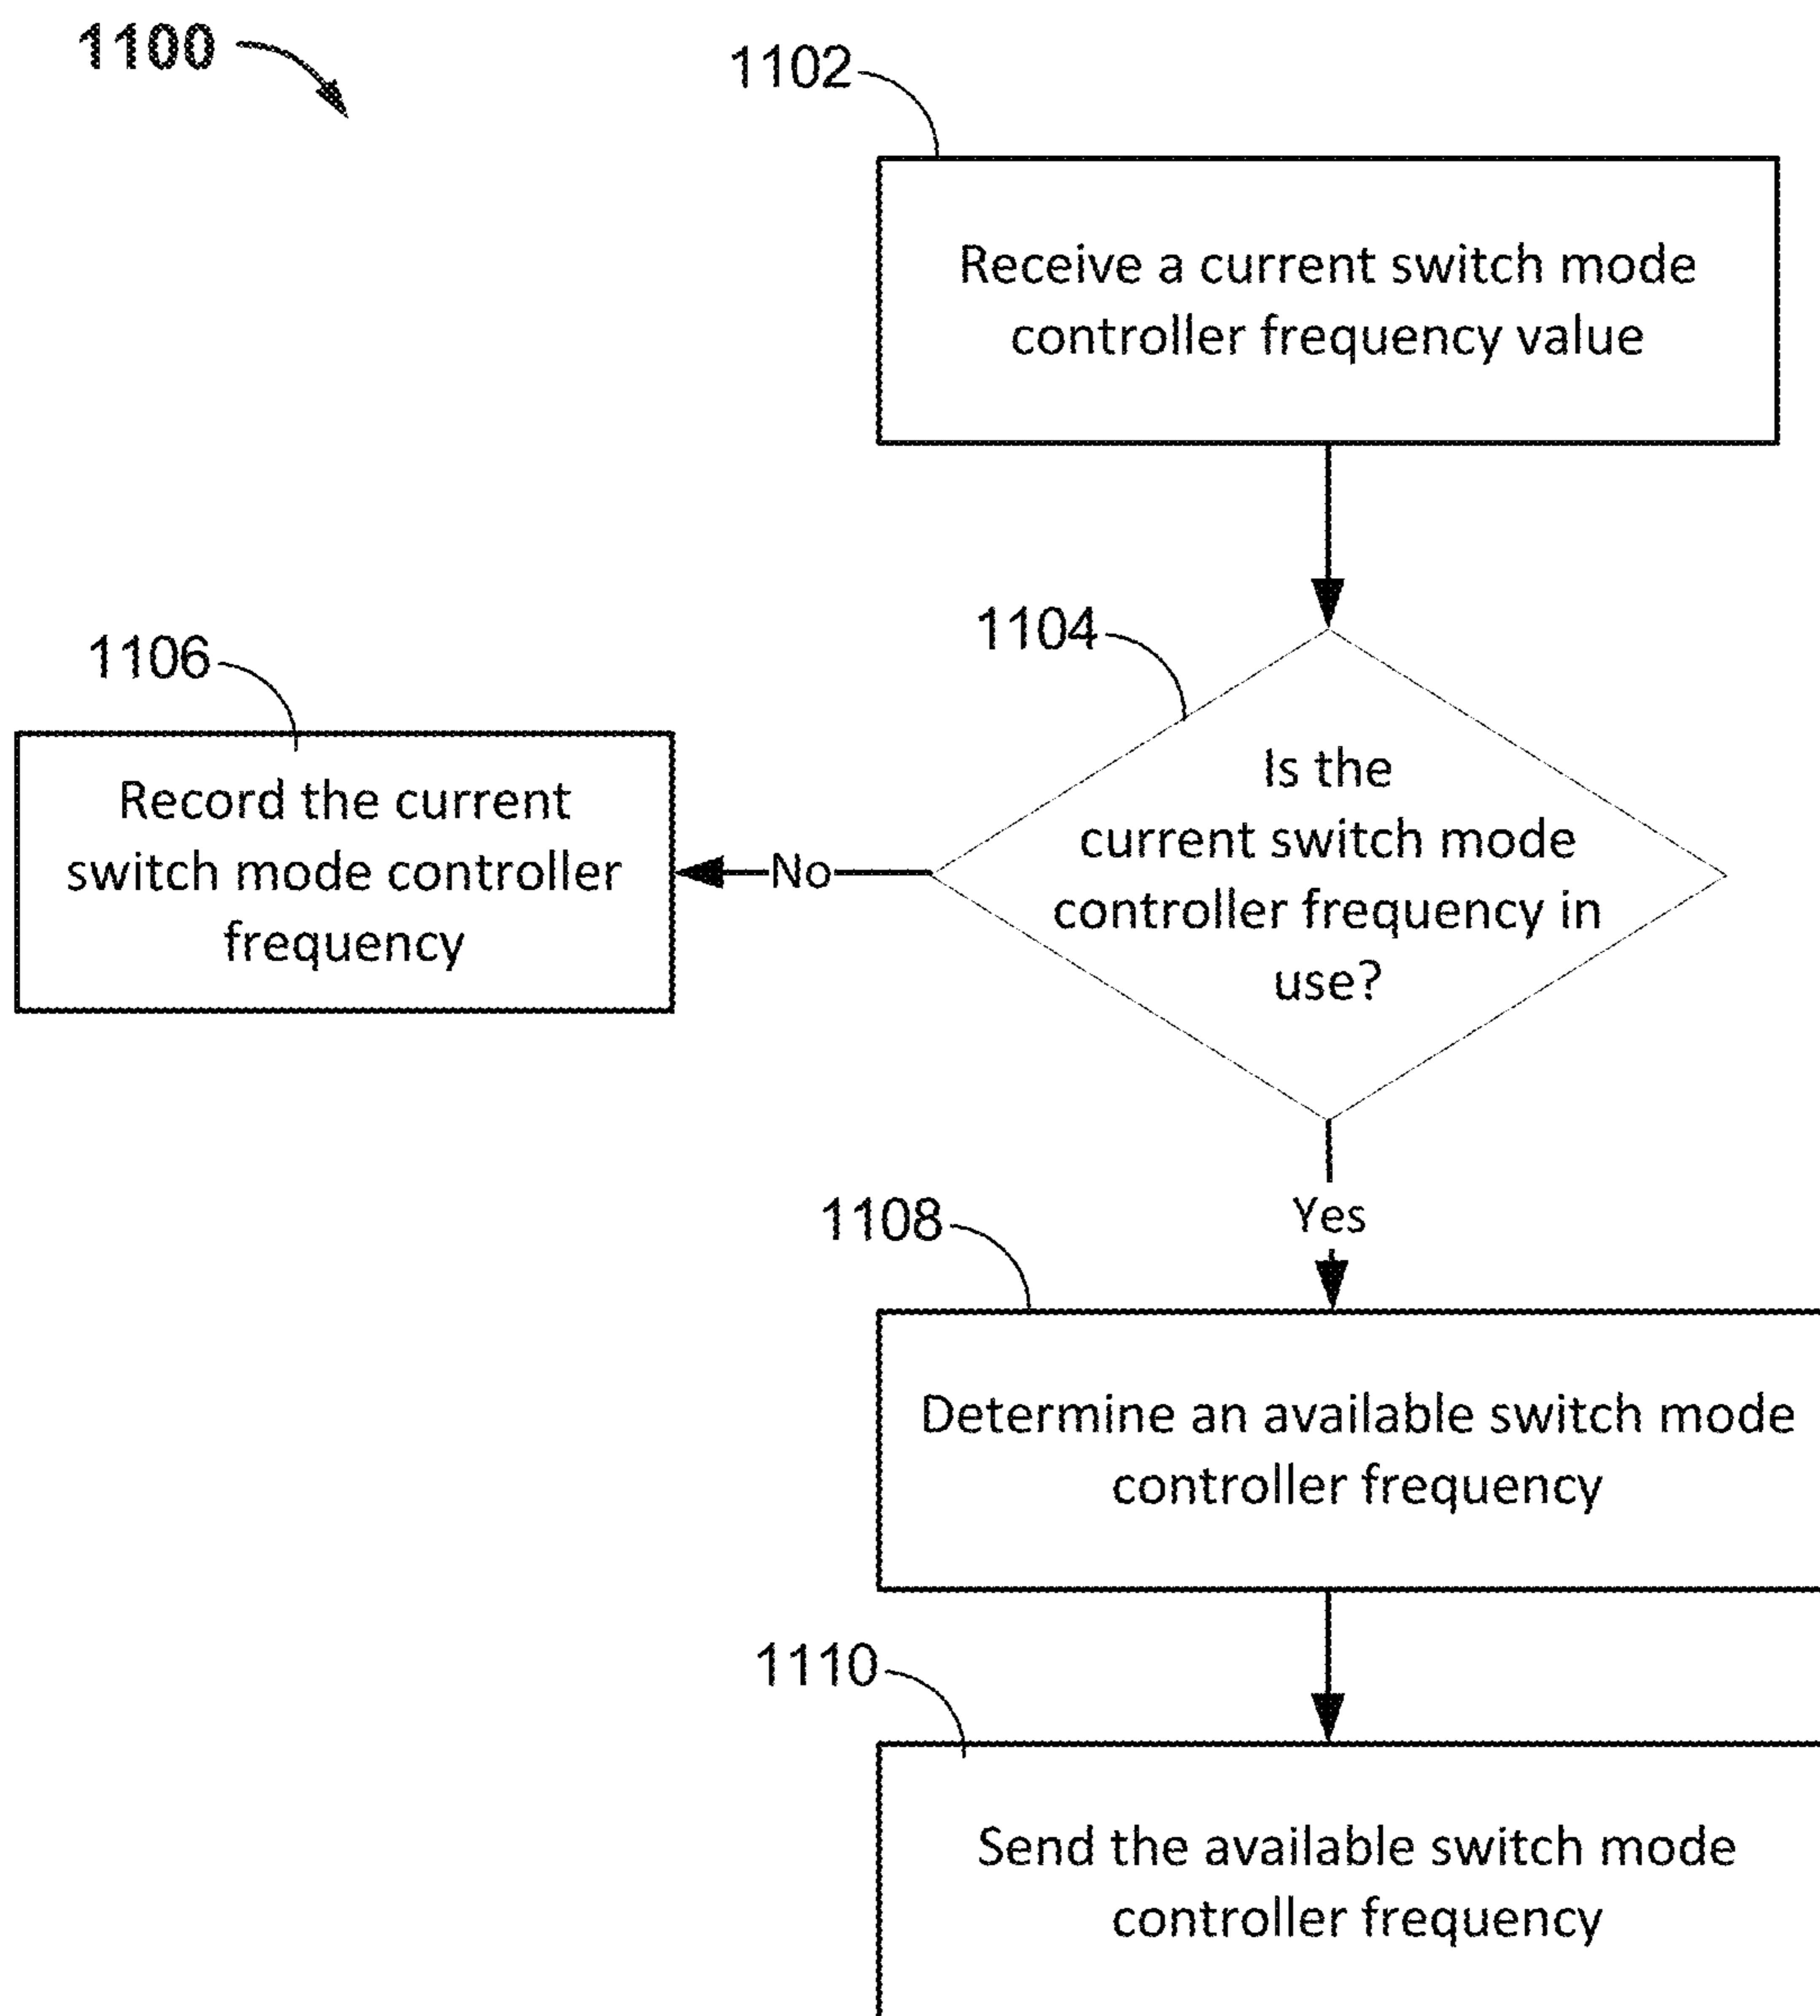 1100
1102
Receive a current switch mode
controller frequency value
1104
Is the
current switch mode
controller frequency in
use?
1106
Record the current
switch mode controller
frequency
No
Yes
1108
Determine an available switch mode
controller frequency
1110
Send the available switch mode
controller frequency